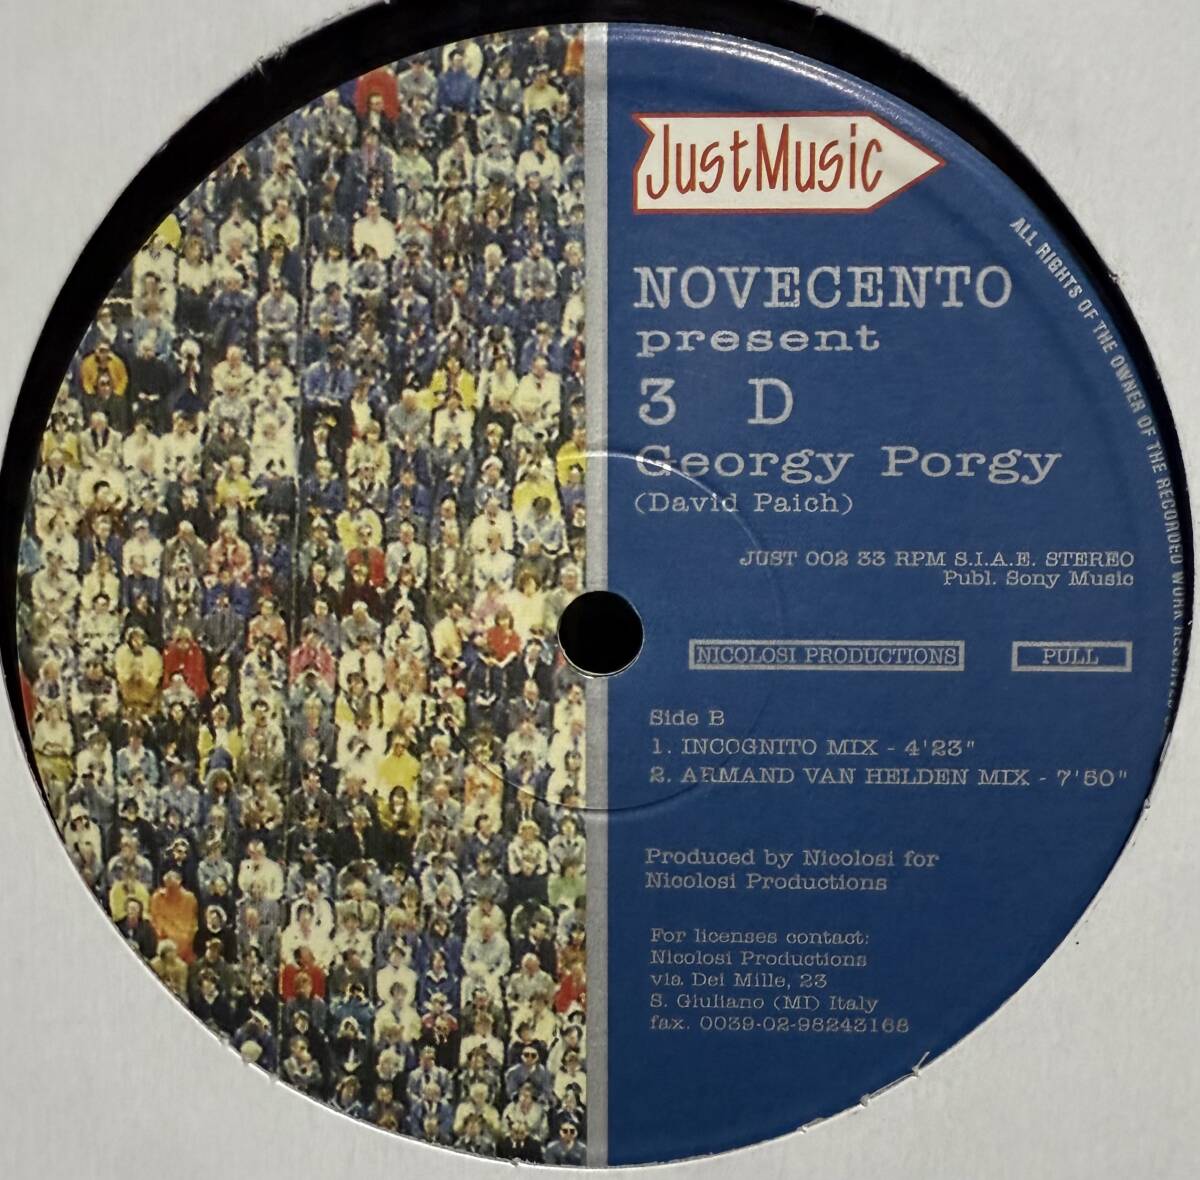 JustMusic
NOVECENTO
present
3 D
Georgy Porgy
(David Paich)
JUST 002 33 RPM S.I.A.E. STEREO
Publ. Sony Music
NICOLOSI PRODUCTIONS
PULL
Side B
1. INCOGNITO MIX - 4'23"
2. ARMAND VAN HELDEN MIX - 7'50"
Produced by Nicolosi for
Nicolosi Productions
For licenses contact:
Nicolosi Productions
via Dei Mille, 23
S. Giuliano (MI) Italy
fax. 0039-02-98243168
ALL RIGHTS OF THE OWNER OF THE RECORDED WORK